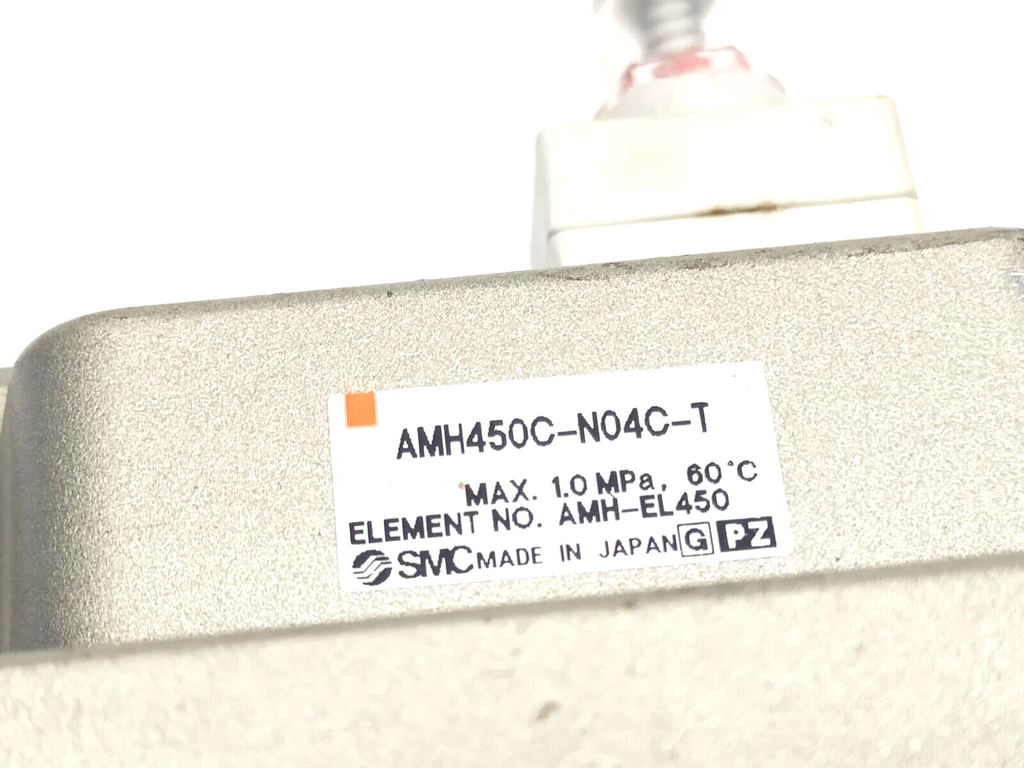 AMH450C-N04C-T
MAX. 1.0 MPa, 60°C
ELEMENT NO. AMH-EL450
SMC MADE IN JAPAN G PZ